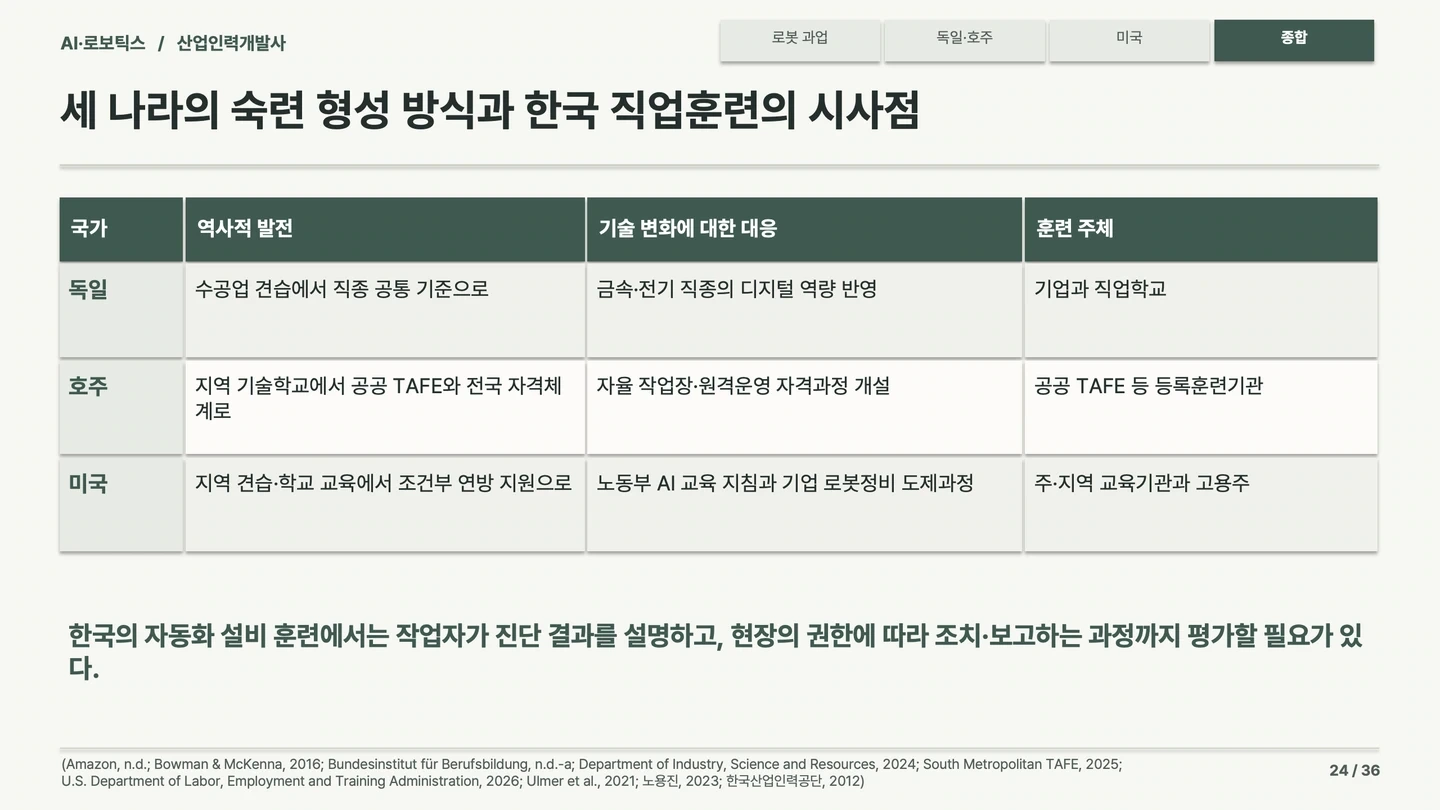 AI·로보틱스 / 산업인력개발사
로봇 과업
독일·호주
미국
종합
세 나라의 숙련 형성 방식과 한국 직업훈련의 시사점
국가
역사적 발전
기술 변화에 대한 대응
훈련 주체
독일
수공업 견습에서 직종 공통 기준으로
금속·전기 직종의 디지털 역량 반영
기업과 직업학교
호주
지역 기술학교에서 공공 TAFE와 전국 자격체
계로
자율 작업장·원격운영 자격과정 개설
공공 TAFE 등 등록훈련기관
미국
지역 견습·학교 교육에서 조건부 연방 지원으로
노동부 AI 교육 지침과 기업 로봇정비 도제과정
주·지역 교육기관과 고용주
한국의 자동화 설비 훈련에서는 작업자가 진단 결과를 설명하고, 현장의 권한에 따라 조치·보고하는 과정까지 평가할 필요가 있
다.
(Amazon, n.d.; Bowman & McKenna, 2016; Bundesinstitut für Berufsbildung, n.d.-a; Department of Industry, Science and Resources, 2024; South Metropolitan TAFE, 2025;
U.S. Department of Labor, Employment and Training Administration, 2026; Ulmer et al., 2021; 노용진, 2023; 한국산업인력공단, 2012)
24 / 36